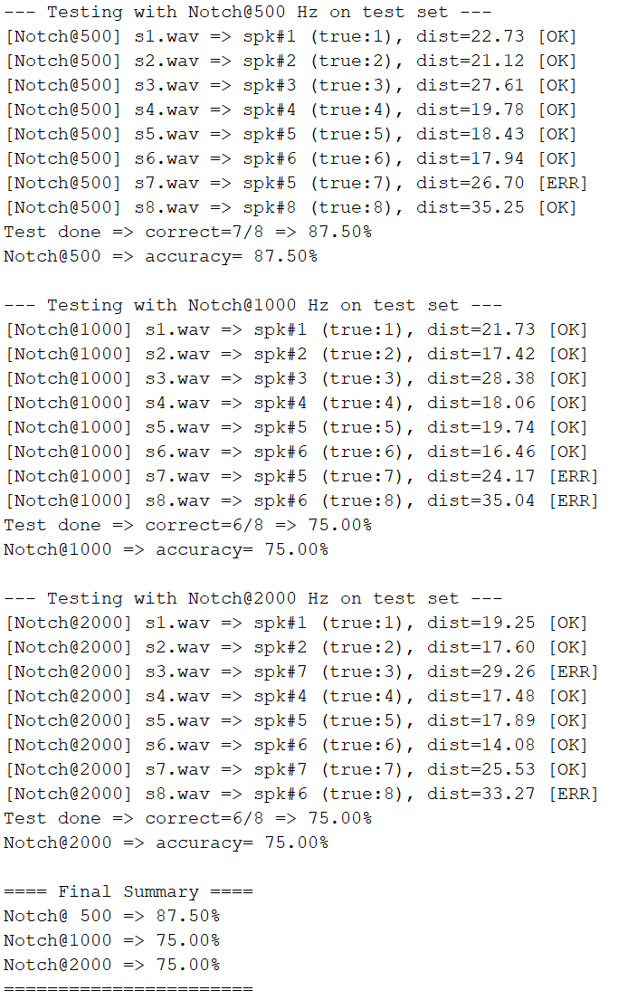 --- Testing with Notch@500 Hz on test set ---
[Notch@500] s1.wav => spk#1 (true:1), dist=22.73 [OK]
[Notch@500] s2.wav => spk#2 (true:2), dist=21.12 [OK]
[Notch@500] s3.wav => spk#3 (true:3), dist=27.61 [OK]
[Notch@500] s4.wav => spk#4 (true:4), dist=19.78 [OK]
[Notch@500] s5.wav => spk#5 (true:5), dist=18.43 [OK]
[Notch@500] s6.wav => spk#6 (true:6), dist=17.94 [OK]
[Notch@500] s7.wav => spk#5 (true:7), dist=26.70 [ERR]
[Notch@500] s8.wav => spk#8 (true:8), dist=35.25 [OK]
Test done => correct=7/8 => 87.50%
Notch@500 => accuracy= 87.50%

--- Testing with Notch@1000 Hz on test set ---
[Notch@1000] s1.wav => spk#1 (true:1), dist=21.73 [OK]
[Notch@1000] s2.wav => spk#2 (true:2), dist=17.42 [OK]
[Notch@1000] s3.wav => spk#3 (true:3), dist=28.38 [OK]
[Notch@1000] s4.wav => spk#4 (true:4), dist=18.06 [OK]
[Notch@1000] s5.wav => spk#5 (true:5), dist=19.74 [OK]
[Notch@1000] s6.wav => spk#6 (true:6), dist=16.46 [OK]
[Notch@1000] s7.wav => spk#5 (true:7), dist=24.17 [ERR]
[Notch@1000] s8.wav => spk#6 (true:8), dist=35.04 [ERR]
Test done => correct=6/8 => 75.00%
Notch@1000 => accuracy= 75.00%

--- Testing with Notch@2000 Hz on test set ---
[Notch@2000] s1.wav => spk#1 (true:1), dist=19.25 [OK]
[Notch@2000] s2.wav => spk#2 (true:2), dist=17.60 [OK]
[Notch@2000] s3.wav => spk#7 (true:3), dist=29.26 [ERR]
[Notch@2000] s4.wav => spk#4 (true:4), dist=17.48 [OK]
[Notch@2000] s5.wav => spk#5 (true:5), dist=17.89 [OK]
[Notch@2000] s6.wav => spk#6 (true:6), dist=14.08 [OK]
[Notch@2000] s7.wav => spk#7 (true:7), dist=25.53 [OK]
[Notch@2000] s8.wav => spk#6 (true:8), dist=33.27 [ERR]
Test done => correct=6/8 => 75.00%
Notch@2000 => accuracy= 75.00%

==== Final Summary ====
Notch@ 500 => 87.50%
Notch@1000 => 75.00%
Notch@2000 => 75.00%
=======================